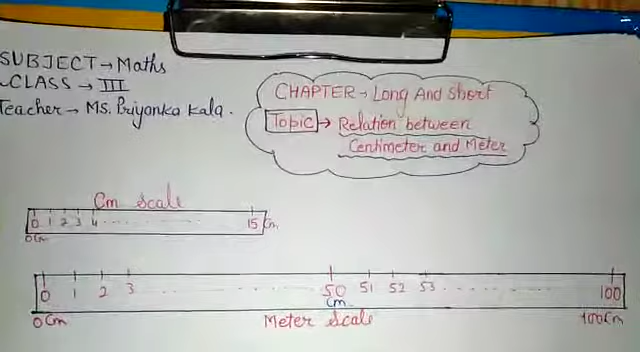 SUBJECT → Maths
CLASS → III
Teacher → MS. Priyanka Kala.
CHAPTER → Long And Short
Topic → Relation between
Centimeter and Meter
Cm scale
0 1 2 3 4 ........ 15 Cm
0Cm
0 1 2 3 ........ 50 51 52 53 ........ 100
Cm
0Cm Meter Scale 100Cm